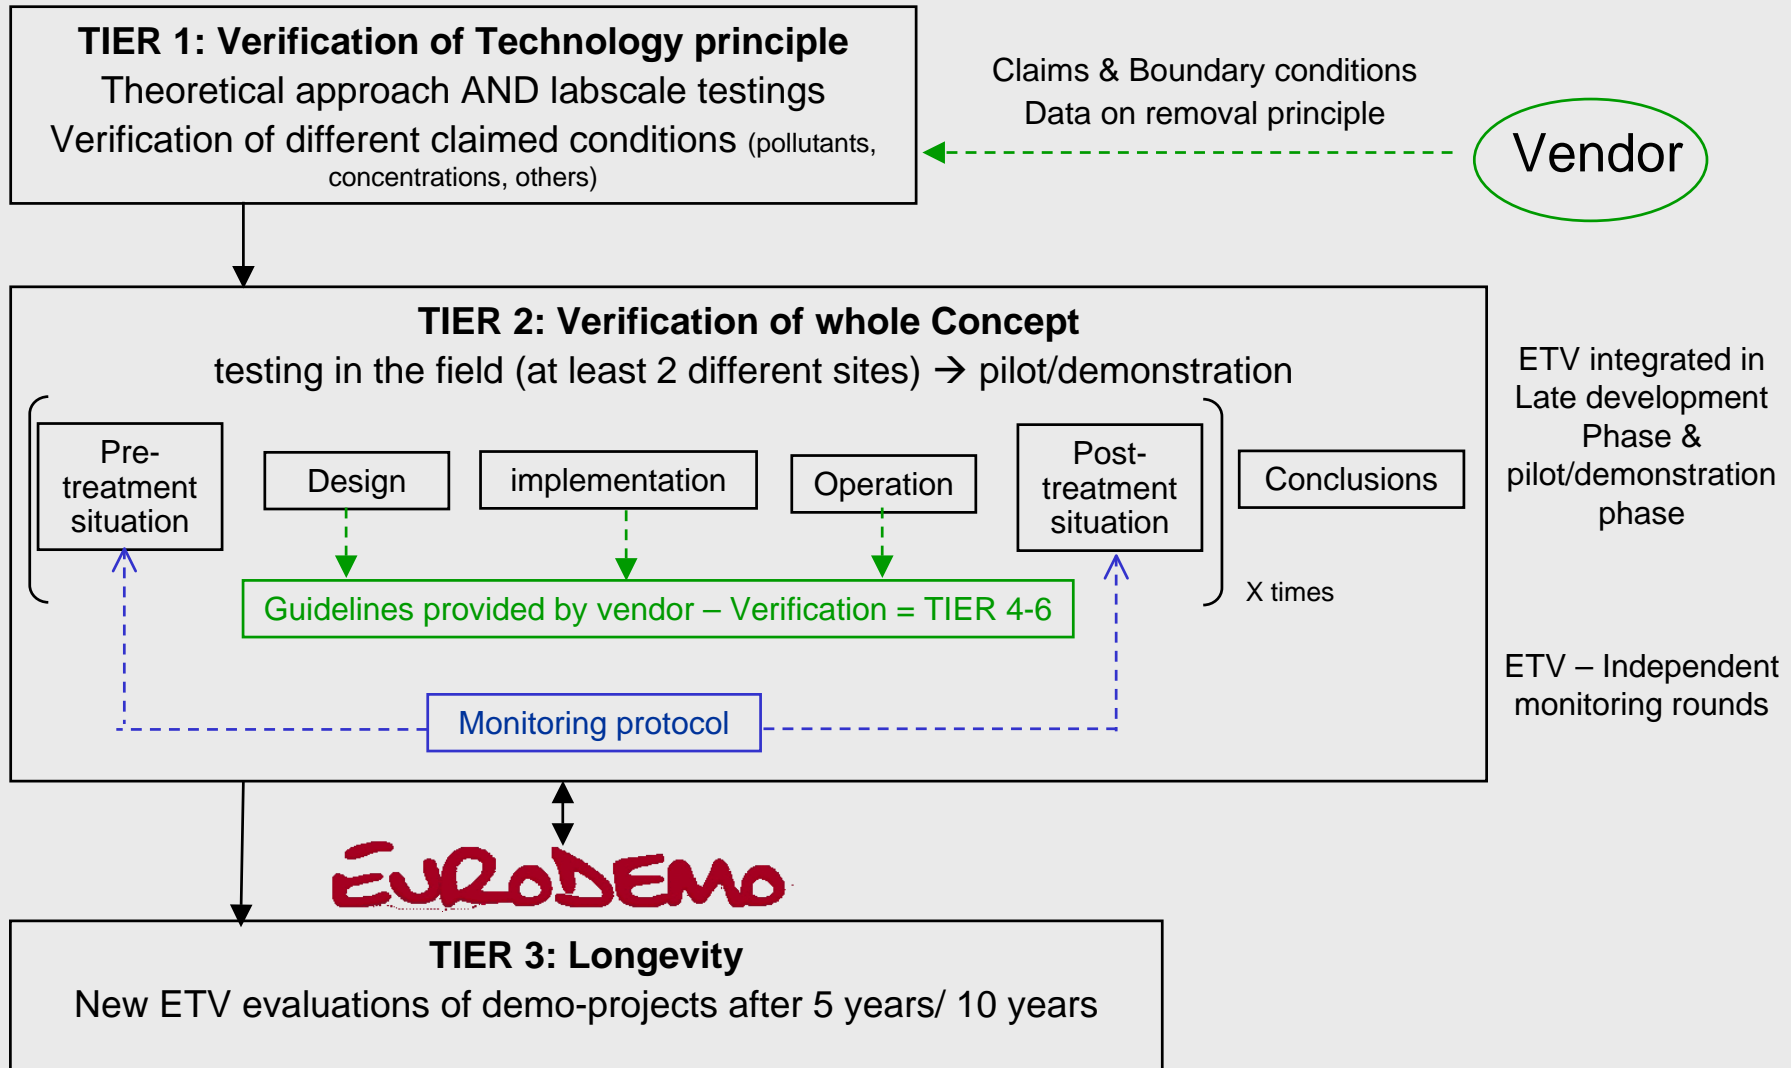 TIER 1: Verification of Technology principle
Theoretical approach AND labscale testings
Verification of different claimed conditions (pollutants,
concentrations, others)
Claims & Boundary conditions
Data on removal principle
Vendor
TIER 2: Verification of whole Concept
testing in the field (at least 2 different sites) → pilot/demonstration
Pre-
treatment
situation
Design
implementation
Operation
Post-
treatment
situation
Conclusions
X times
Guidelines provided by vendor – Verification = TIER 4-6
Monitoring protocol
ETV integrated in
Late development
Phase &
pilot/demonstration
phase
ETV – Independent
monitoring rounds
EURODEMO
TIER 3: Longevity
New ETV evaluations of demo-projects after 5 years/ 10 years